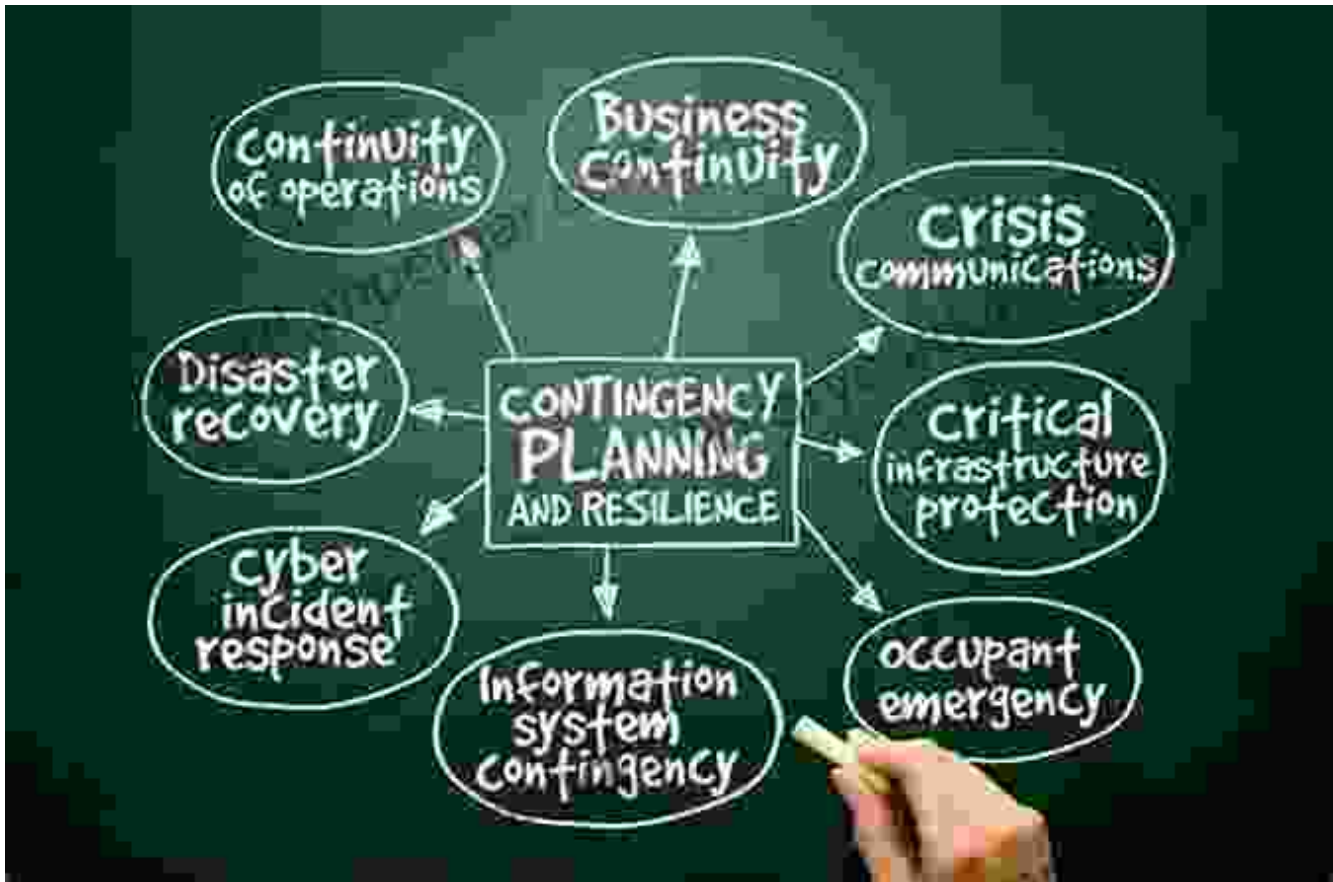 Continuity
of operations
Business
continuity
Crisis
communications
Disaster
recovery
CONTINGENCY
PLANNING
AND RESILIENCE
Critical
infrastructure
protection
Cyber
incident
response
Information
system
contingency
occupant
emergency